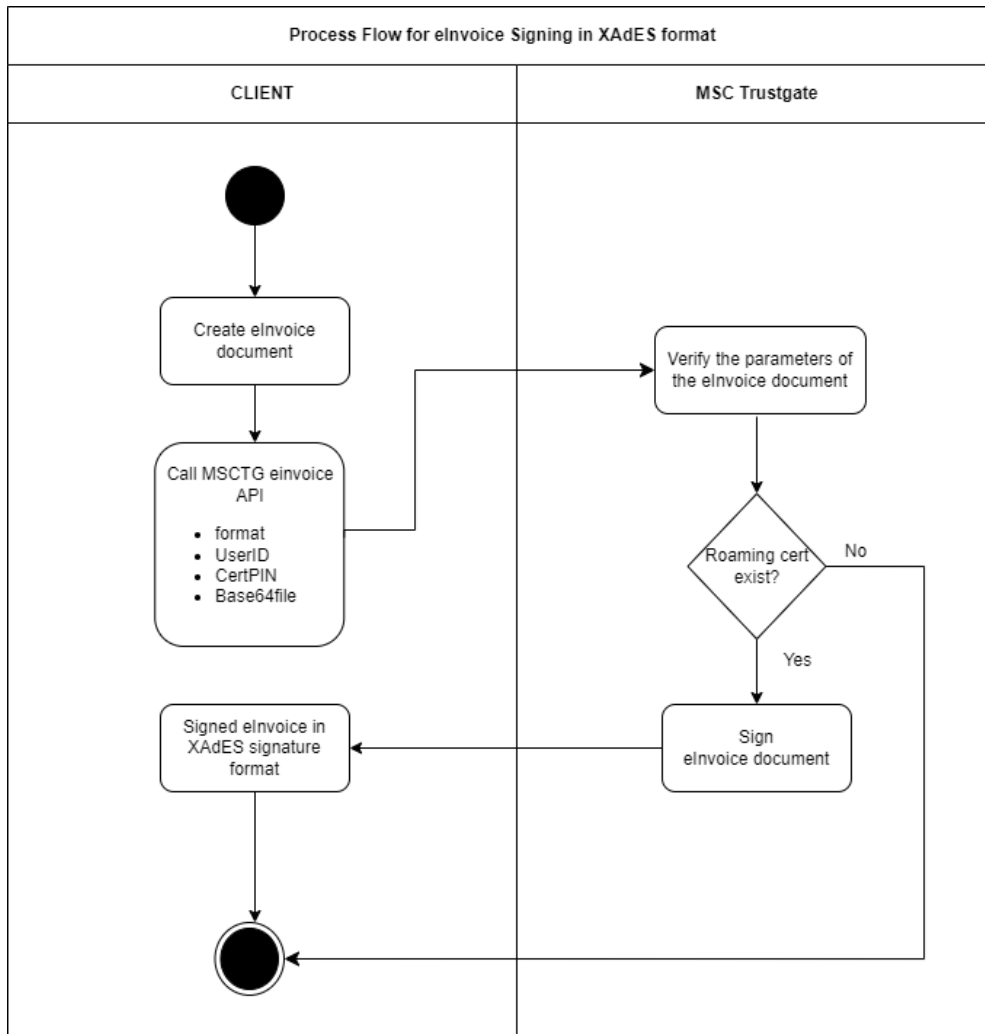 Process Flow for eInvoice Signing in XAdES format
CLIENT
MSC Trustgate
Create eInvoice
document
Verify the parameters of
the eInvoice document
Call MSCTG einvoice
API
• format
• UserID
• CertPIN
• Base64file
Roaming cert
exist?
No
Yes
Signed eInvoice in
XAdES signature
format
Sign
eInvoice document